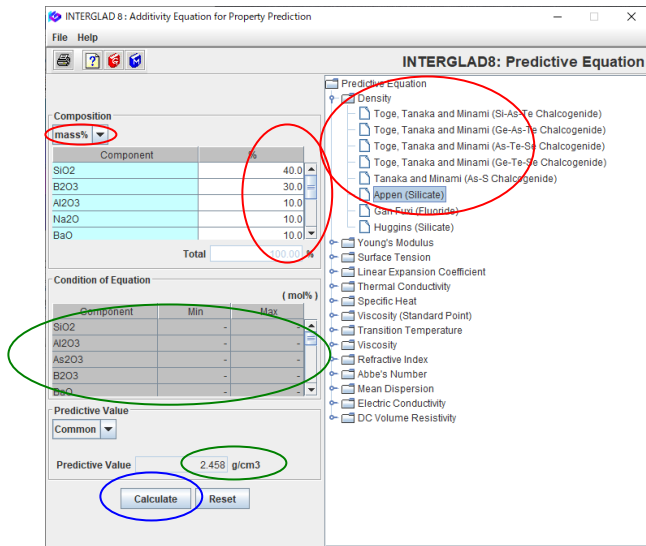 INTERGLAD 8 : Additivity Equation for Property Prediction
File Help
INTERGLAD8: Predictive Equation
Composition
mass%
Component %
SiO2 40.0
B2O3 30.0
Al2O3 10.0
Na2O 10.0
BaO 10.0
Total 100.00 %
Condition of Equation
( mol% )
Component Min Max
SiO2 - -
Al2O3 - -
As2O3 - -
B2O3 - -
BaO - -
Predictive Value
Common
Predictive Value 2.458 g/cm3
Calculate Reset
Predictive Equation
Density
Toge, Tanaka and Minami (Si-As-Te Chalcogenide)
Toge, Tanaka and Minami (Ge-As-Te Chalcogenide)
Toge, Tanaka and Minami (As-Te-Se Chalcogenide)
Toge, Tanaka and Minami (Ge-Te-Se Chalcogenide)
Tanaka and Minami (As-S Chalcogenide)
Appen (Silicate)
Gan Fuxi (Fluoride)
Huggins (Silicate)
Young's Modulus
Surface Tension
Linear Expansion Coefficient
Thermal Conductivity
Specific Heat
Viscosity (Standard Point)
Transition Temperature
Viscosity
Refractive Index
Abbe's Number
Mean Dispersion
Electric Conductivity
DC Volume Resistivity